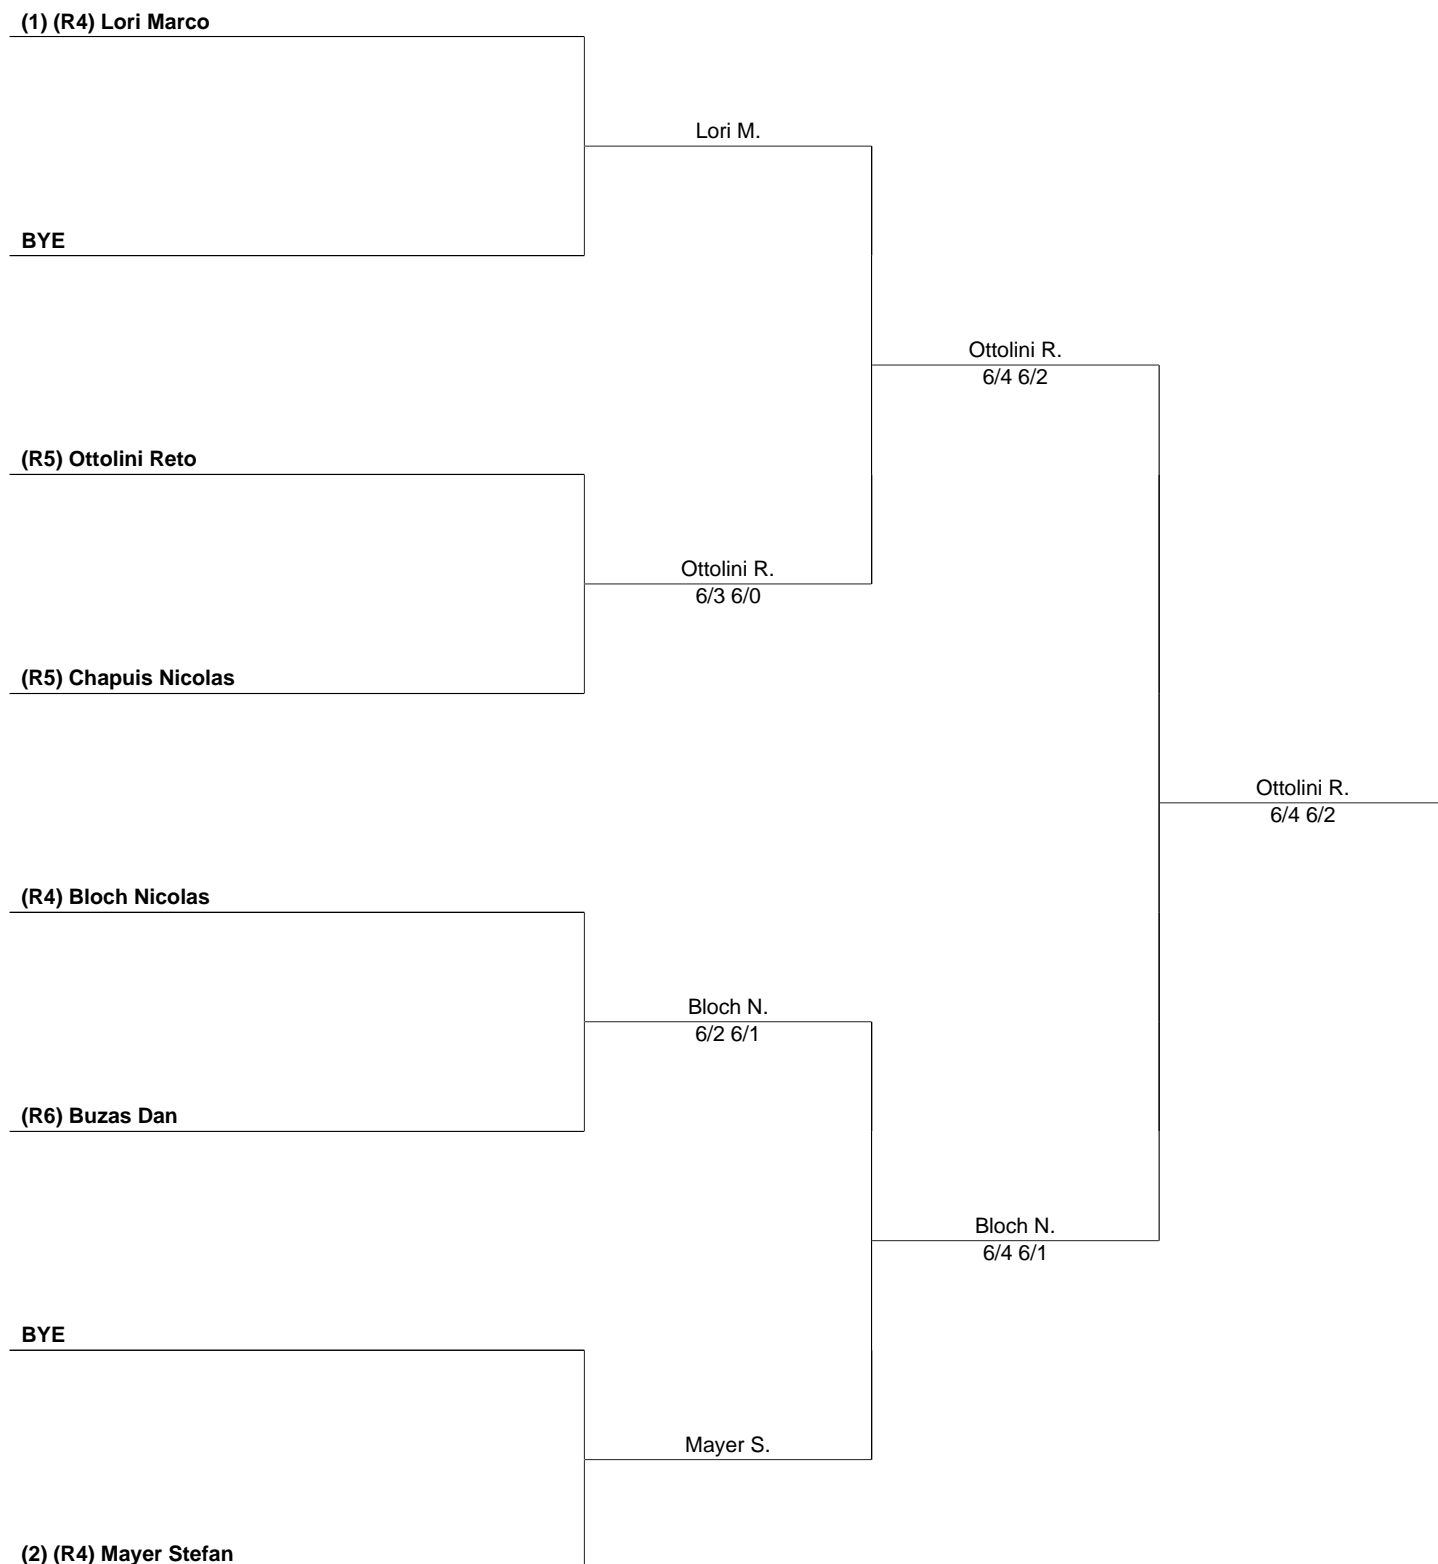 (1) (R4) Lori Marco
Lori M.
BYE
Ottolini R.
6/4 6/2
(R5) Ottolini Reto
Ottolini R.
6/3 6/0
(R5) Chapuis Nicolas
Ottolini R.
6/4 6/2
(R4) Bloch Nicolas
Bloch N.
6/2 6/1
(R6) Buzas Dan
Bloch N.
6/4 6/1
BYE
Mayer S.
(2) (R4) Mayer Stefan